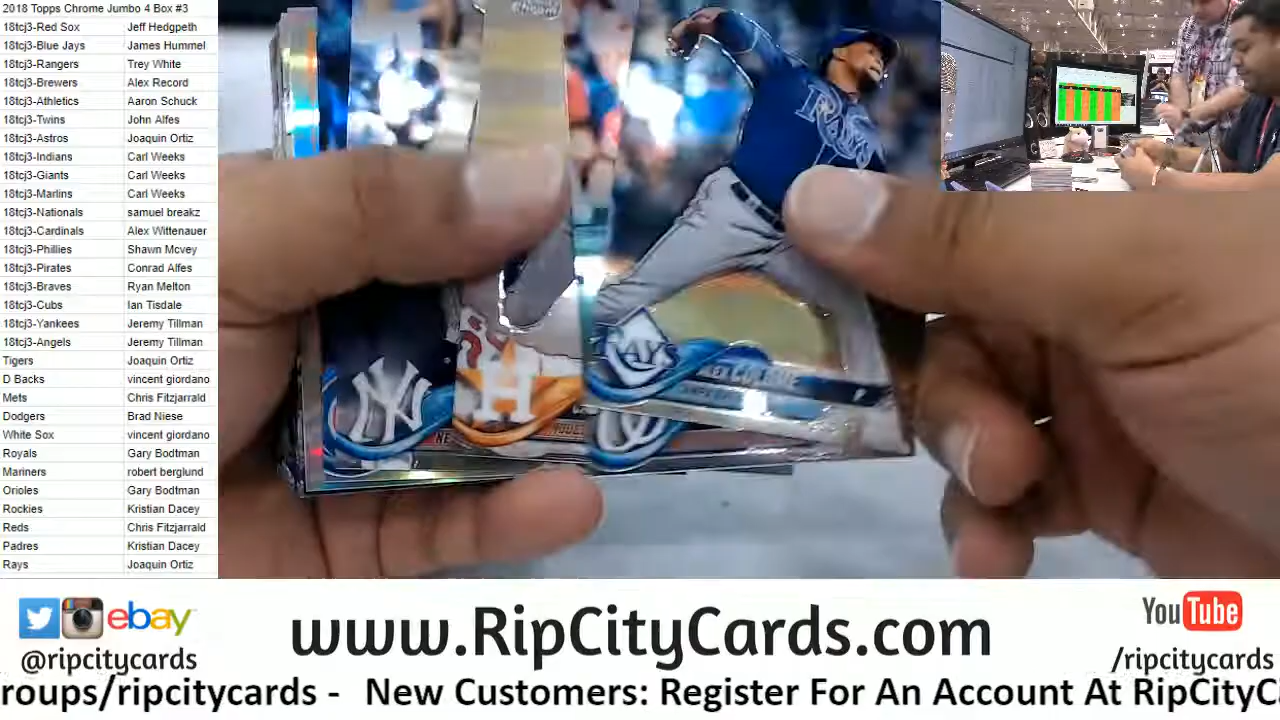 2018 Topps Chrome Jumbo 4 Box #3
18tcj3-Red Sox Jeff Hedgpeth
18tcj3-Blue Jays James Hummel
18tcj3-Rangers Trey White
18tcj3-Brewers Alex Record
18tcj3-Athletics Aaron Schuck
18tcj3-Twins John Alfes
18tcj3-Astros Joaquin Ortiz
18tcj3-Indians Carl Weeks
18tcj3-Giants Carl Weeks
18tcj3-Marlins Carl Weeks
18tcj3-Nationals samuel breakz
18tcj3-Cardinals Alex Wittenauer
18tcj3-Phillies Shawn Mcvey
18tcj3-Pirates Conrad Alfes
18tcj3-Braves Ryan Melton
18tcj3-Cubs Ian Tisdale
18tcj3-Yankees Jeremy Tillman
18tcj3-Angels Jeremy Tillman
Tigers Joaquin Ortiz
D Backs vincent giordano
Mets Chris Fitzjarrald
Dodgers Brad Niese
White Sox vincent giordano
Royals Gary Bodtman
Mariners robert berglund
Orioles Gary Bodtman
Rockies Kristian Dacey
Reds Chris Fitzjarrald
Padres Kristian Dacey
Rays Joaquin Ortiz
Rays
RAYS
NY
H
ebay
@ripcitycards
www.RipCityCards.com
YouTube
/ripcitycards
roups/ripcitycards - New Customers: Register For An Account At RipCityC